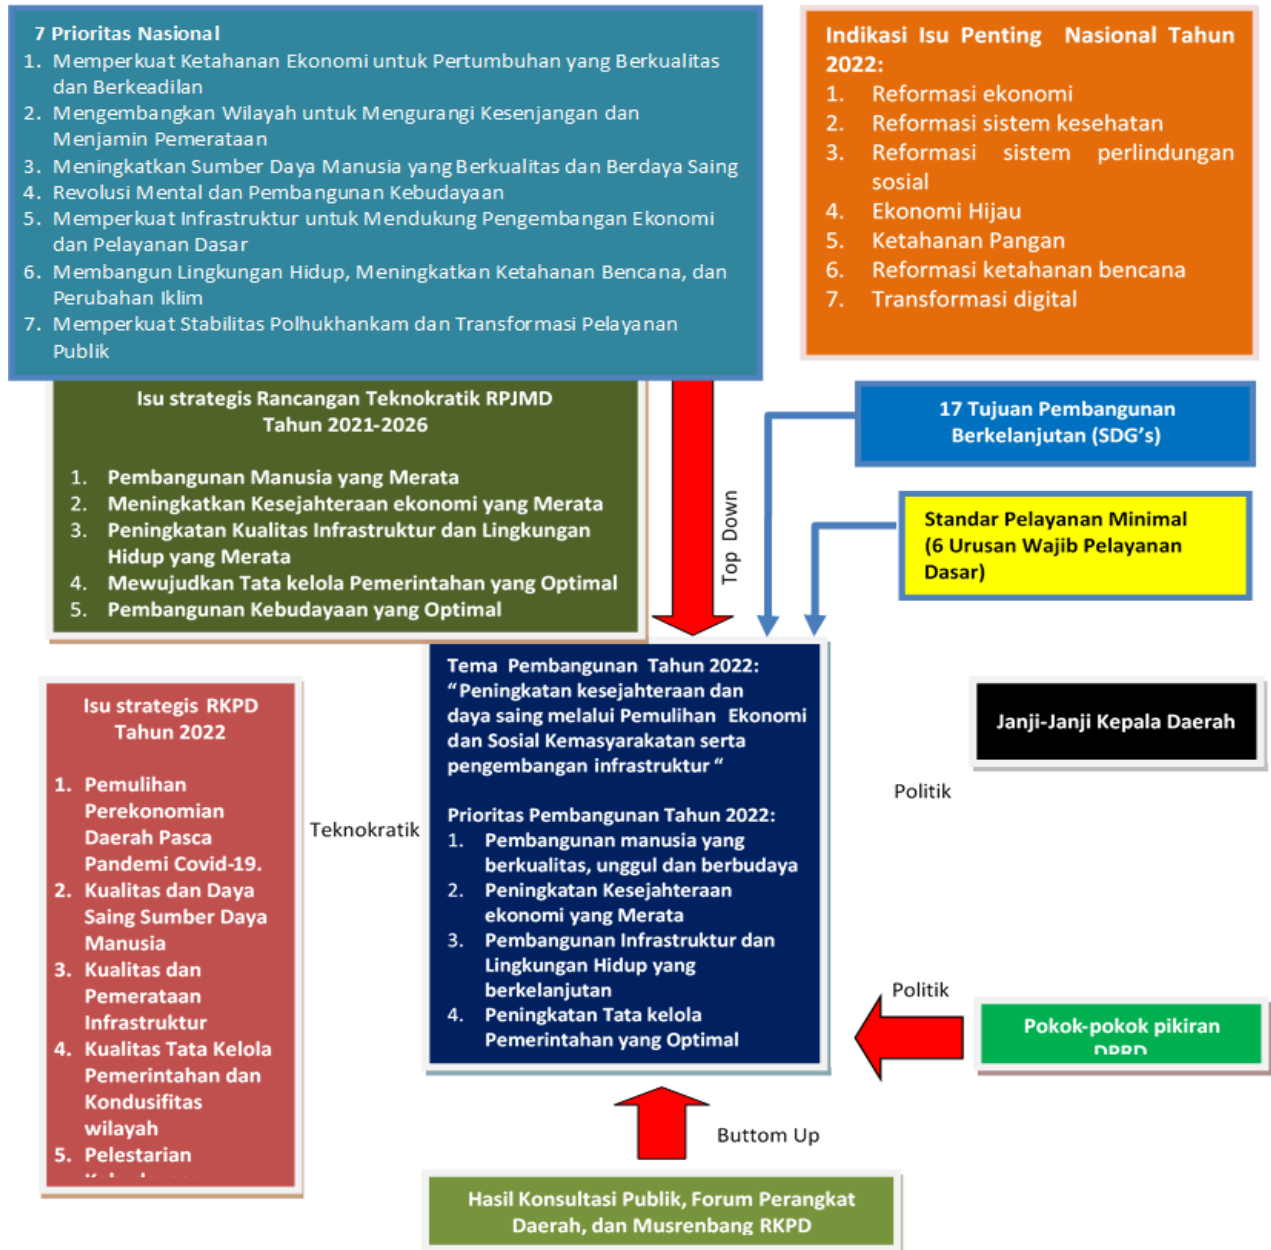 7 Prioritas Nasional
1. Memperkuat Ketahanan Ekonomi untuk Pertumbuhan yang Berkualitas
dan Berkeadilan
2. Mengembangkan Wilayah untuk Mengurangi Kesenjangan dan
Menjamin Pemerataan
3. Meningkatkan Sumber Daya Manusia yang Berkualitas dan Berdaya Saing
4. Revolusi Mental dan Pembangunan Kebudayaan
5. Memperkuat Infrastruktur untuk Mendukung Pengembangan Ekonomi
dan Pelayanan Dasar
6. Membangun Lingkungan Hidup, Meningkatkan Ketahanan Bencana, dan
Perubahan Iklim
7. Memperkuat Stabilitas Polhukhankam dan Transformasi Pelayanan
Publik
Indikasi Isu Penting Nasional Tahun
2022:
1. Reformasi ekonomi
2. Reformasi sistem kesehatan
3. Reformasi sistem perlindungan
sosial
4. Ekonomi Hijau
5. Ketahanan Pangan
6. Reformasi ketahanan bencana
7. Transformasi digital
Isu strategis Rancangan Teknokratik RPJMD
Tahun 2021-2026
1. Pembangunan Manusia yang Merata
2. Meningkatkan Kesejahteraan ekonomi yang Merata
3. Peningkatan Kualitas Infrastruktur dan Lingkungan
Hidup yang Merata
4. Mewujudkan Tata kelola Pemerintahan yang Optimal
5. Pembangunan Kebudayaan yang Optimal
Top Down
17 Tujuan Pembangunan
Berkelanjutan (SDG's)
Standar Pelayanan Minimal
(6 Urusan Wajib Pelayanan
Dasar)
Isu strategis RKPD
Tahun 2022
1. Pemulihan
Perekonomian
Daerah Pasca
Pandemi Covid-19.
2. Kualitas dan Daya
Saing Sumber Daya
Manusia
3. Kualitas dan
Pemerataan
Infrastruktur
4. Kualitas Tata Kelola
Pemerintahan dan
Kondusifitas
wilayah
5. Pelestarian
Teknokratik
Tema Pembangunan Tahun 2022:
"Peningkatan kesejahteraan dan
daya saing melalui Pemulihan Ekonomi
dan Sosial Kemasyarakatan serta
pengembangan infrastruktur "
Prioritas Pembangunan Tahun 2022:
1. Pembangunan manusia yang
berkualitas, unggul dan berbudaya
2. Peningkatan Kesejahteraan
ekonomi yang Merata
3. Pembangunan Infrastruktur dan
Lingkungan Hidup yang
berkelanjutan
4. Peningkatan Tata kelola
Pemerintahan yang Optimal
Janji-Janji Kepala Daerah
Politik
Politik
Pokok-pokok pikiran
DPRD
Buttom Up
Hasil Konsultasi Publik, Forum Perangkat
Daerah, dan Musrenbang RKPD